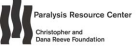 Paralysis Resource Center
Christopher and
Dana Reeve Foundation